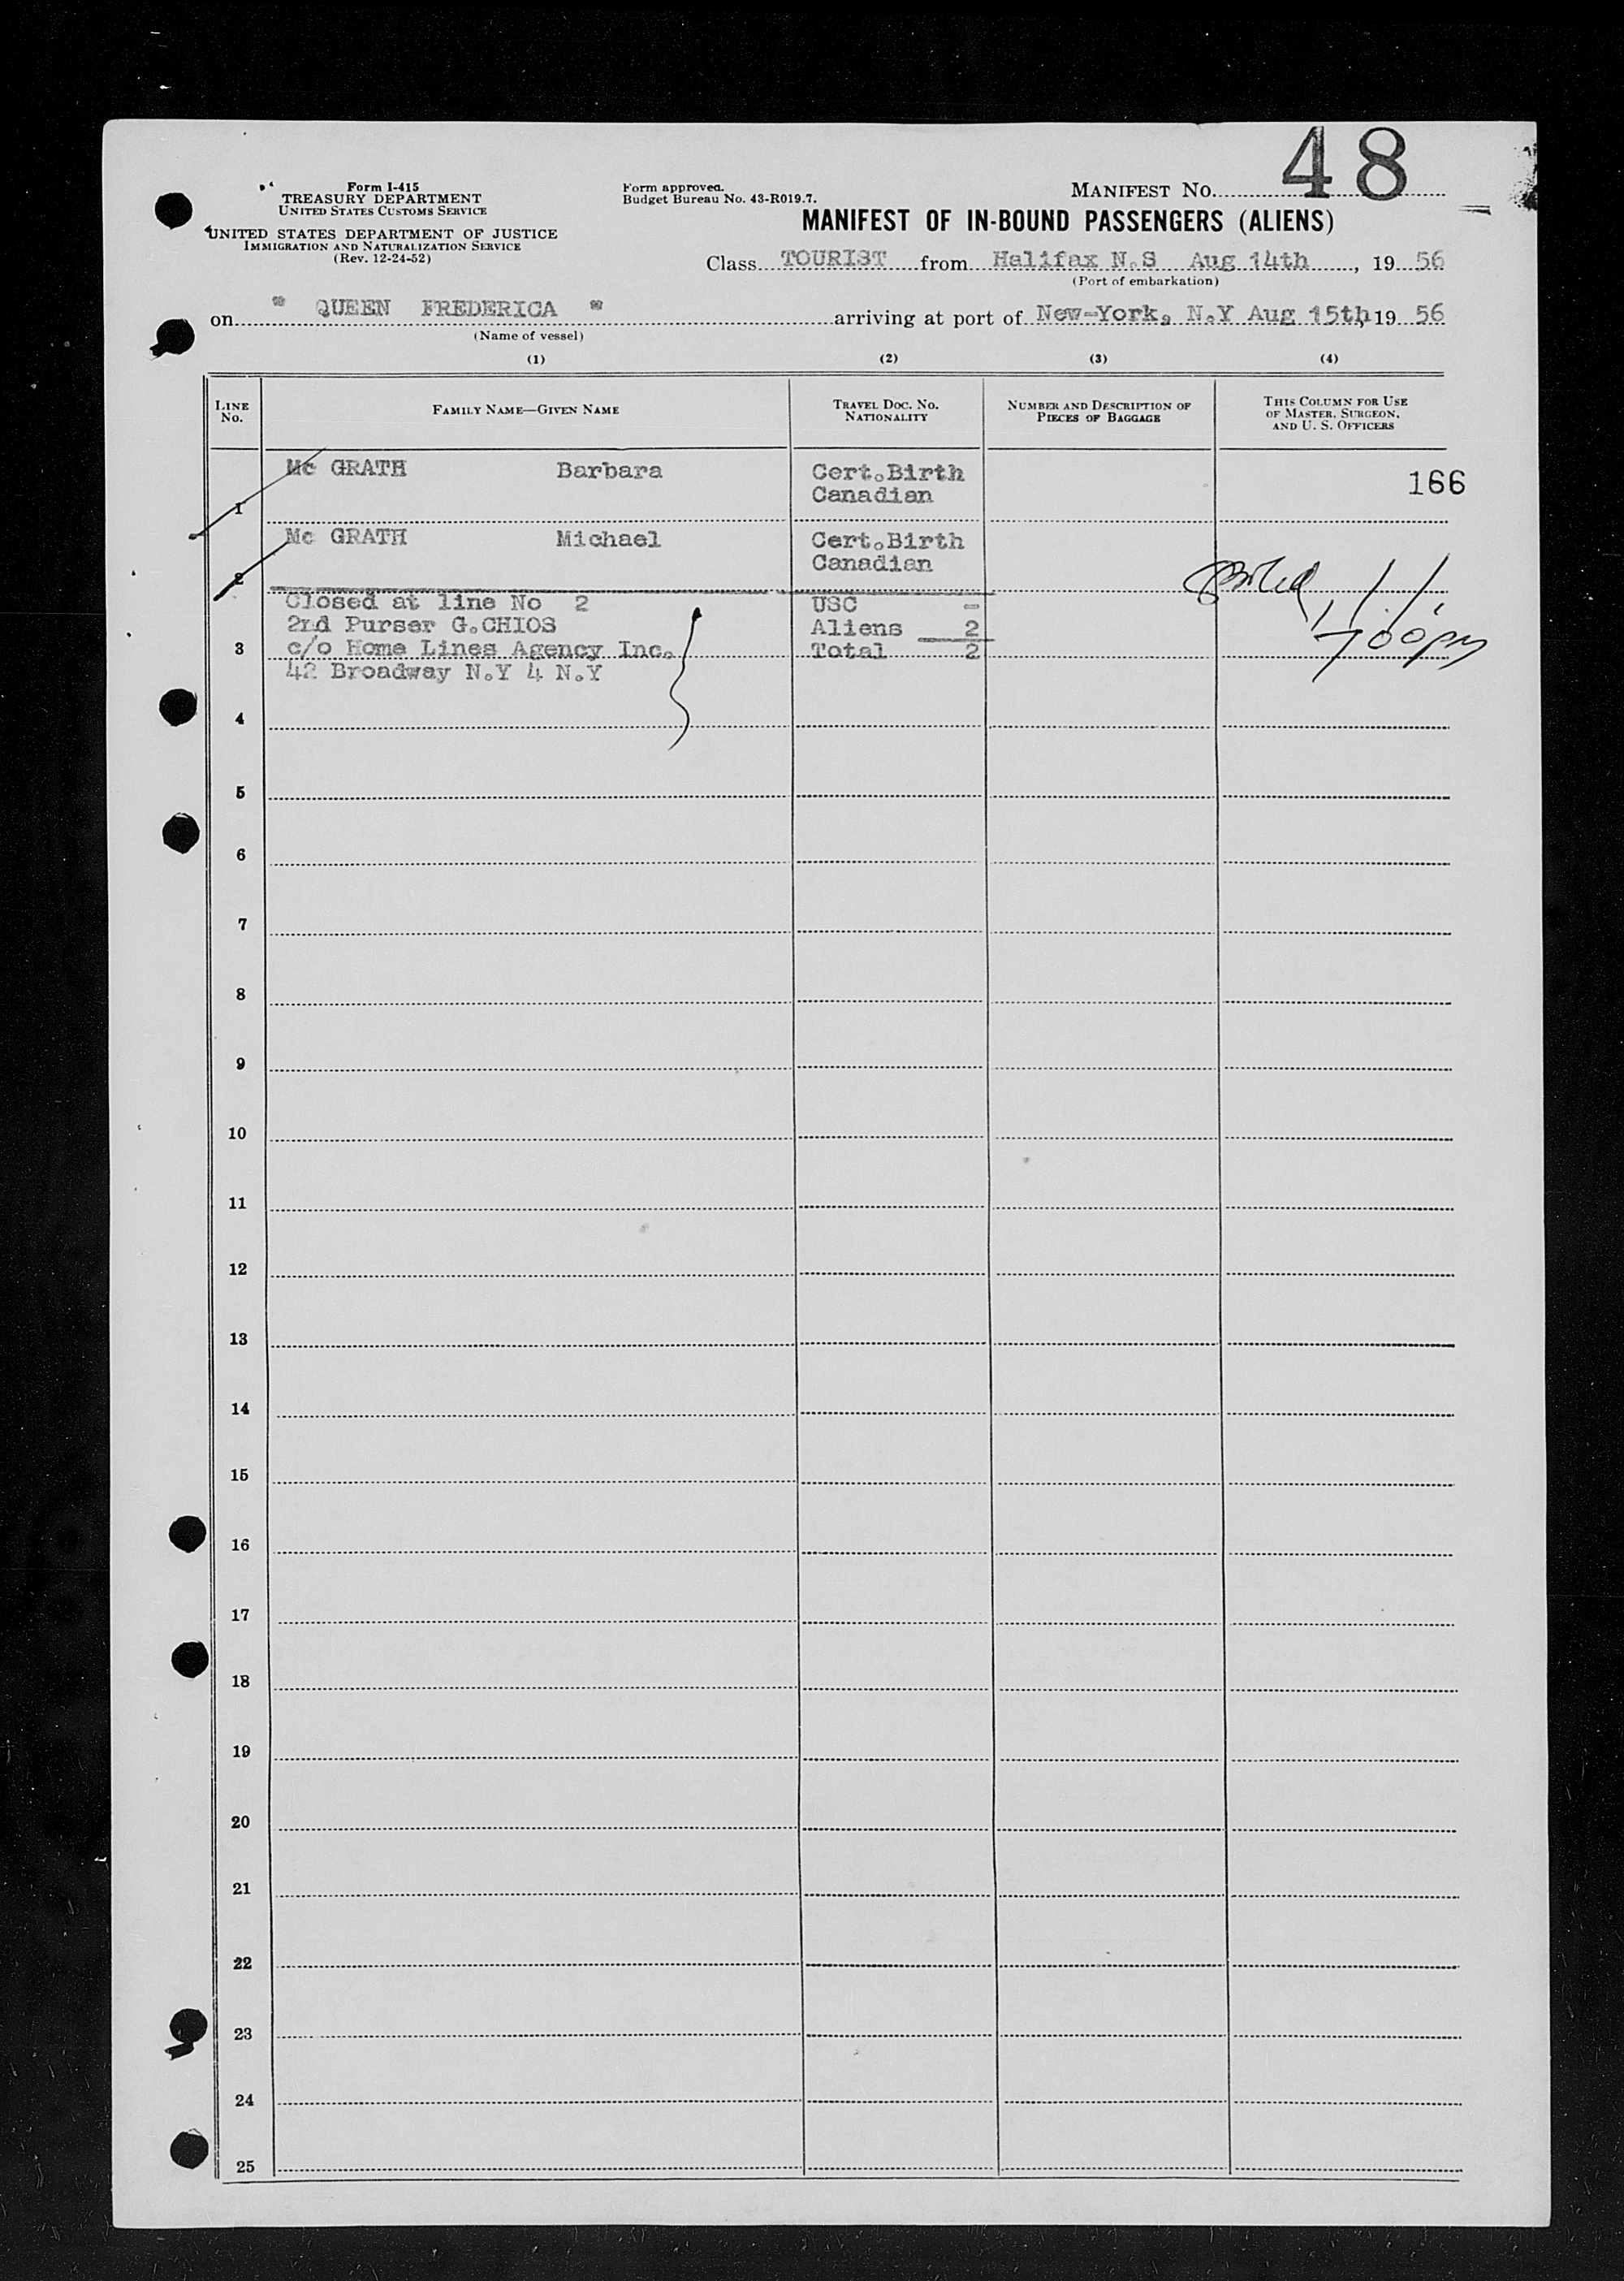 48
Form I-415
TREASURY DEPARTMENT
UNITED STATES CUSTOMS SERVICE
UNITED STATES DEPARTMENT OF JUSTICE
IMMIGRATION AND NATURALIZATION SERVICE
(Rev. 12-24-52)
Form approved.
Budget Bureau No. 43-R019.7.
MANIFEST NO.
MANIFEST OF IN-BOUND PASSENGERS (ALIENS)
Class TOURIST from Halifax N.S Aug 14th, 19 56
(Port of embarkation)
on " QUEEN FREDERICA " arriving at port of New-York, N.Y Aug 15th, 19 56
(Name of vessel)
(1) (2) (3) (4)
LINE NO. FAMILY NAME—GIVEN NAME TRAVEL DOC. NO. NATIONALITY NUMBER AND DESCRIPTION OF PIECES OF BAGGAGE THIS COLUMN FOR USE OF MASTER, SURGEON, AND U. S. OFFICERS
Mc GRATH Barbara Cert.Birth 166
1 Canadian
Mc GRATH Michael Cert.Birth
2 Canadian
Closed at line No 2 USC -
2nd Purser G.CHIOS Aliens 2
3 c/o Home Lines Agency Inc. Total 2 700pm
42 Broadway N.Y 4 N.Y
4
5
6
7
8
9
10
11
12
13
14
15
16
17
18
19
20
21
22
23
24
25